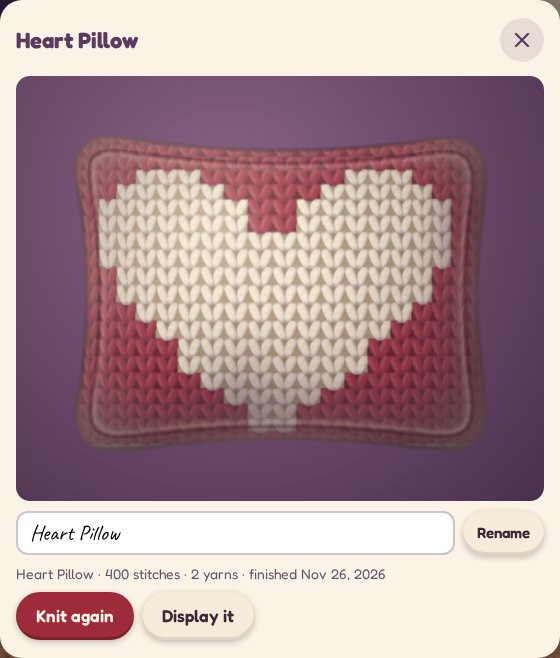 Heart Pillow
Heart Pillow
Rename
Heart Pillow · 400 stitches · 2 yarns · finished Nov 26, 2026
Knit again
Display it